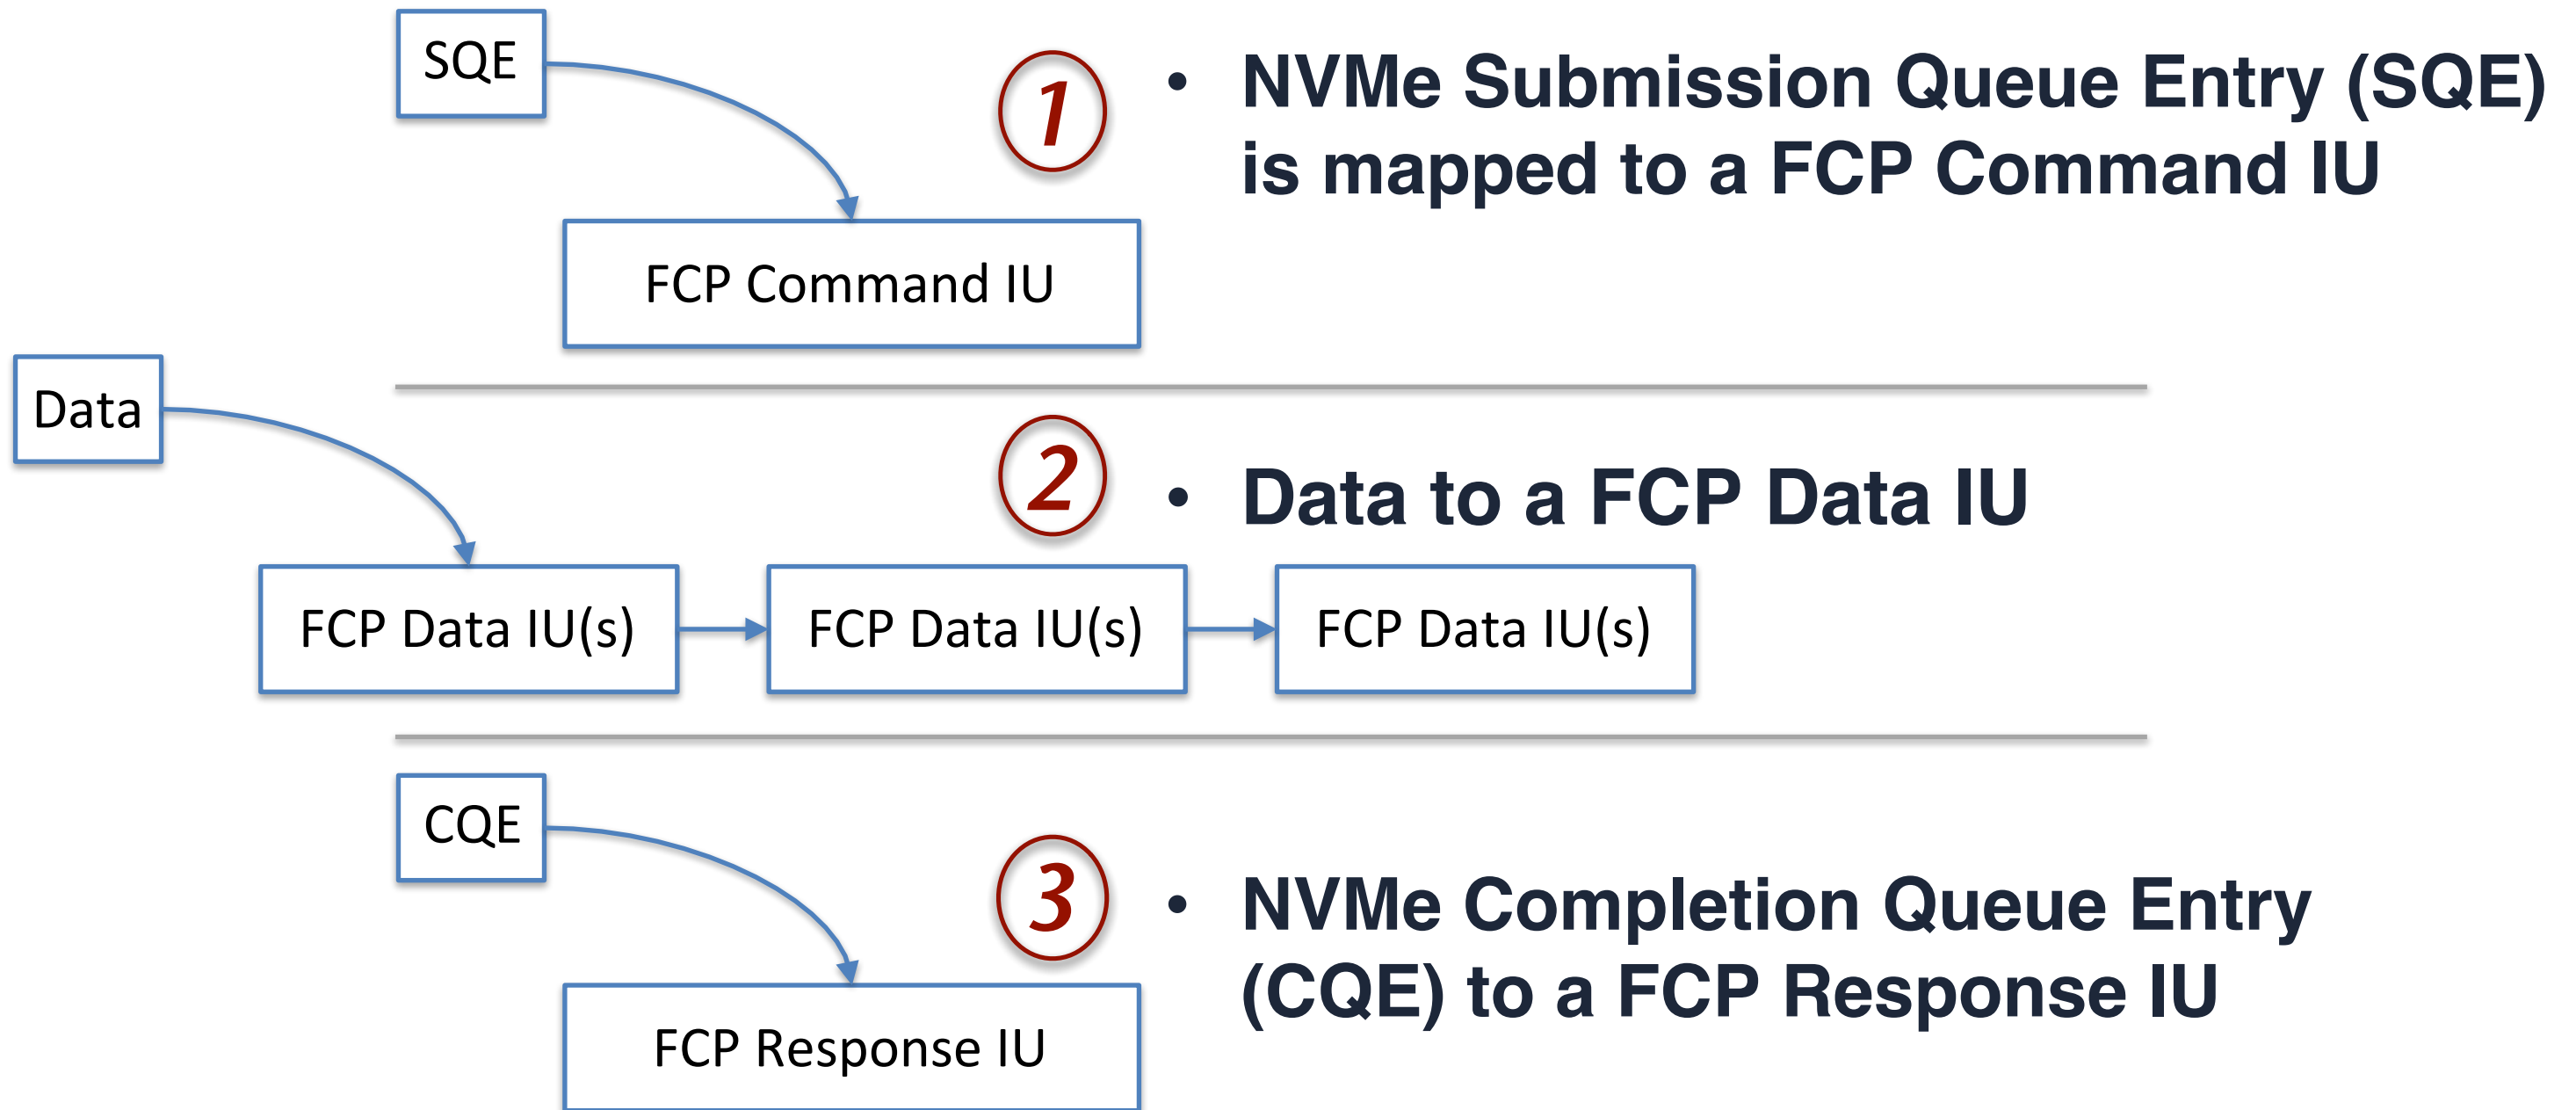 SQE
1
• NVMe Submission Queue Entry (SQE)
is mapped to a FCP Command IU
FCP Command IU
Data
2
• Data to a FCP Data IU
FCP Data IU(s)
FCP Data IU(s)
FCP Data IU(s)
CQE
3
• NVMe Completion Queue Entry
(CQE) to a FCP Response IU
FCP Response IU